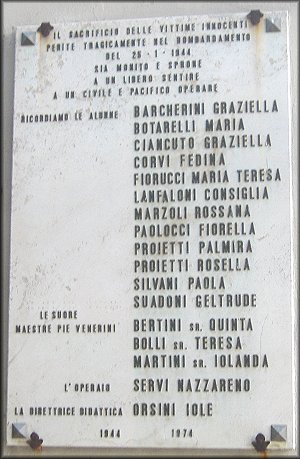 IL SACRIFICIO DELLE VITTIME INNOCENTI
PERITE TRAGICAMENTE NEL BOMBARDAMENTO
DEL 25-1-1944
SIA MONITO E SPRONE
A UN LIBERO SENTIRE
A UN CIVILE E PACIFICO OPERARE
RICORDIAMO LE ALUNNE BARCHERINI GRAZIELLA
BOTARELLI MARIA
CIANCUTO GRAZIELLA
CORVI FEDINA
FIORUCCI MARIA TERESA
LANFALONI CONSIGLIA
MARZOLI ROSSANA
PAOLOCCI FIORELLA
PROIETTI PALMIRA
PROIETTI ROSELLA
SILVANI PAOLA
SUADONI GELTRUDE
LE SUORE
MAESTRE PIE VENERINI BERTINI SR. QUINTA
BOLLI SR. TERESA
MARTINI SR. IOLANDA
L'OPERAIO SERVI NAZZARENO
LA DIRETTRICE DIDATTICA ORSINI IOLE
1944 1974